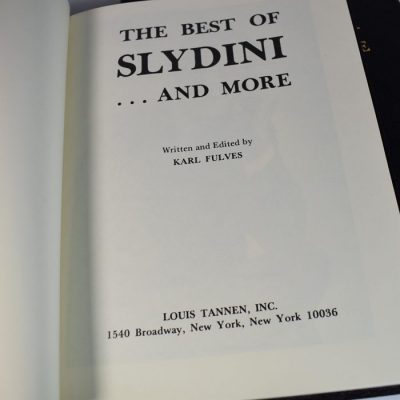 THE BEST OF
SLYDINI
. . . AND MORE
Written and Edited by
KARL FULVES
LOUIS TANNEN, INC.
1540 Broadway, New York, New York 10036